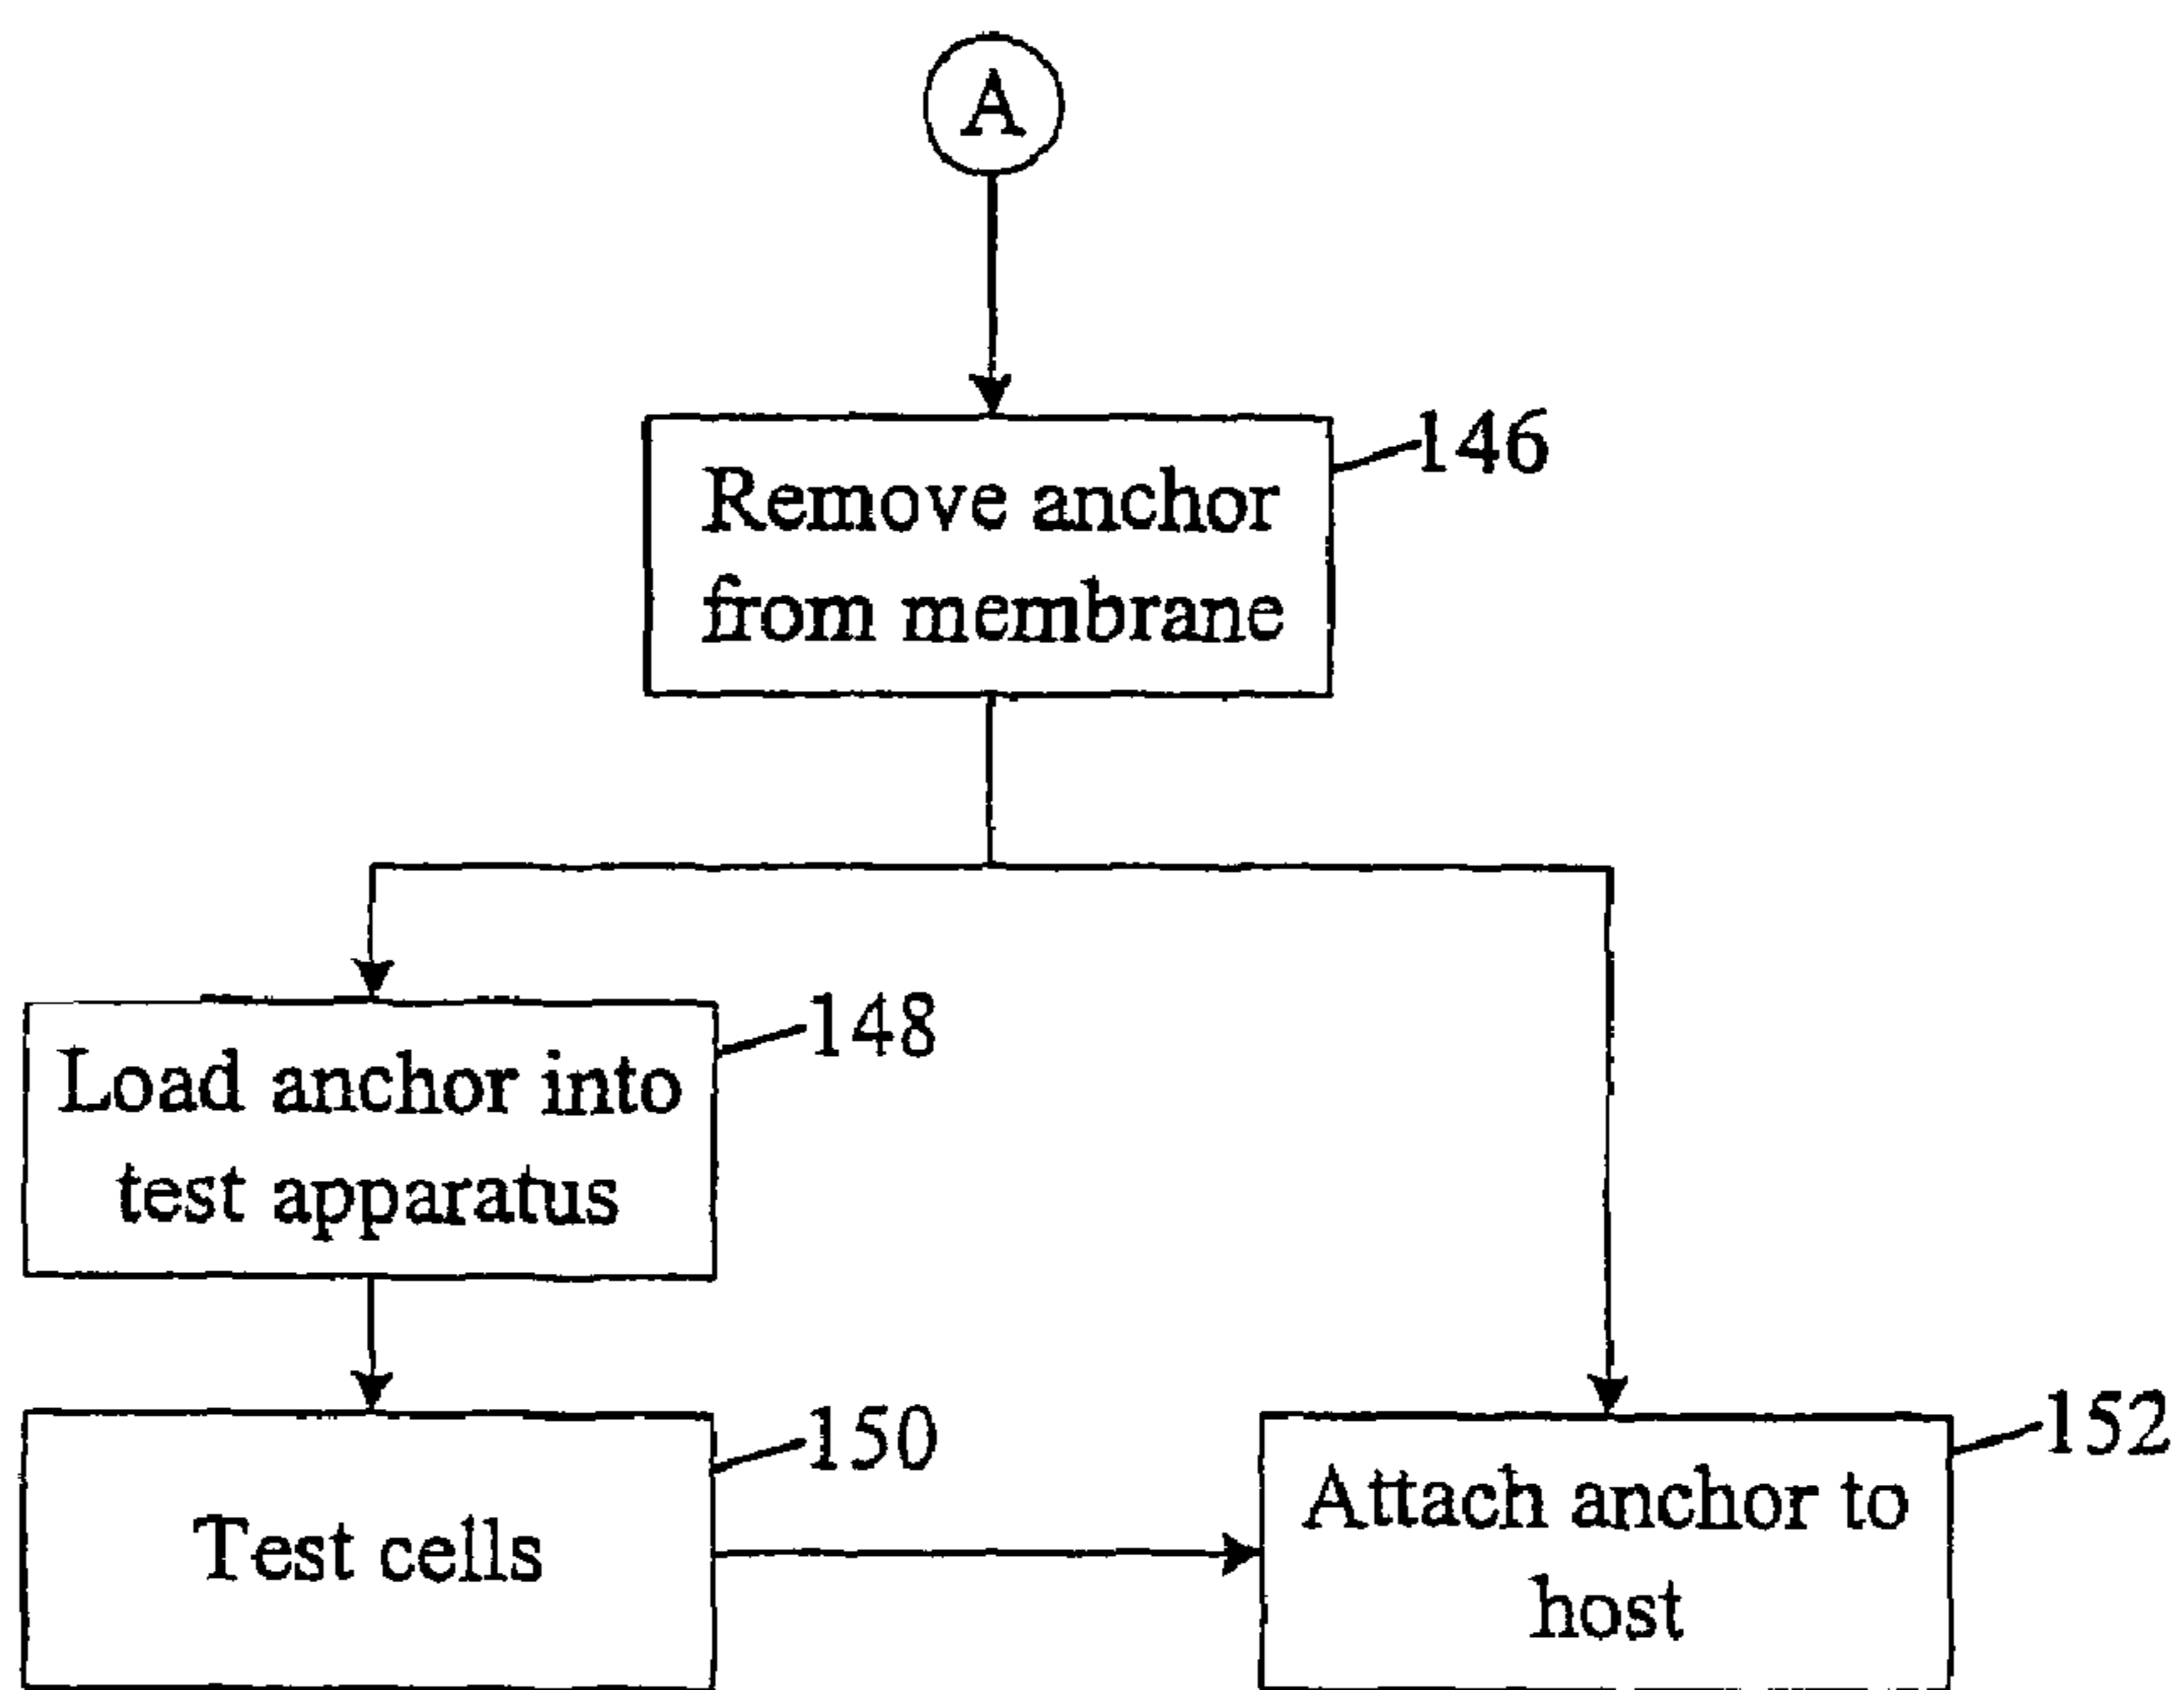 A
146
Remove anchor
from membrane
148
Load anchor into
test apparatus
150
Test cells
152
Attach anchor to
host